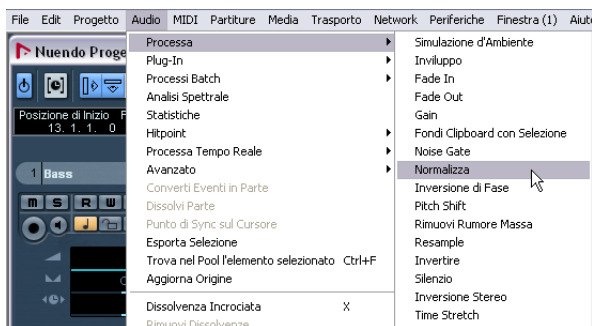 File Edit Progetto Audio MIDI Partiture Media Trasporto Network Periferiche Finestra (1) Aiut
Nuendo Proge
Posizione di Inizio F
13. 1. 1. 0
1 Bass
m S R W
Processa
Plug-In
Processi Batch
Analisi Spettrale
Statistiche
Hitpoint
Processa Tempo Reale
Avanzato
Converti Eventi in Parte
Dissolvi Parte
Punto di Sync sul Cursore
Esporta Selezione
Trova nel Pool l'elemento selezionato Ctrl+F
Aggiorna Origine
Dissolvenza Incrociata X
Rimuovi Dissolvenze
Simulazione d'Ambiente
Inviluppo
Fade In
Fade Out
Gain
Fondi Clipboard con Selezione
Noise Gate
Normalizza
Inversione di Fase
Pitch Shift
Rimuovi Rumore Massa
Resample
Invertire
Silenzio
Inversione Stereo
Time Stretch